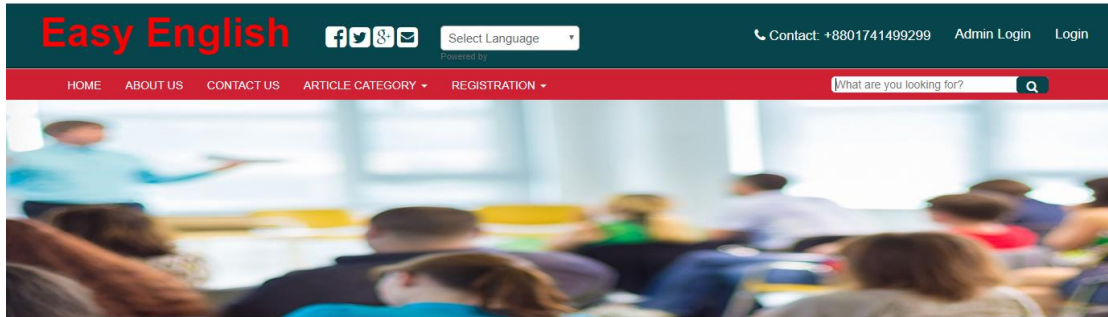 Easy English
Select Language
Powered by
Contact: +8801741499299
Admin Login
Login
HOME
ABOUT US
CONTACT US
ARTICLE CATEGORY
REGISTRATION
What are you looking for?